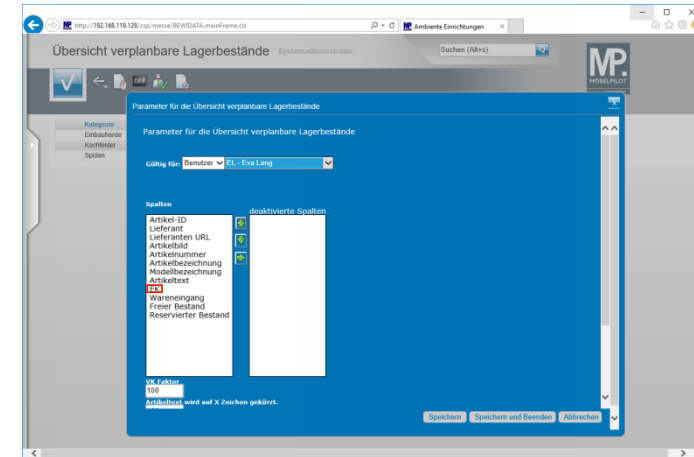 http://192.168.119.128/csp/messe/BEWIDATA.mainFrame.cls
Ambiente Einrichtungen
Übersicht verplanbare Lagerbestände Systemadministrator
Suchen (Alt+s)
MP
MÖBELPILOT
Parameter für die Übersicht verplanbare Lagerbestände
Kategorie
Einbauherde
Kochfelder
Spülen
Parameter für die Übersicht verplanbare Lagerbestände
Gültig für: Benutzer EL - Eva Lang
Spalten
deaktivierte Spalten
Artikel-ID
Lieferant
Lieferanten URL
Artikelbild
Artikelnummer
Artikelbezeichnung
Modellbezeichnung
Artikeltext
EK
Wareneingang
Freier Bestand
Reservierter Bestand
VK Faktor
100
Artikeltext wird auf X Zeichen gekürzt.
Speichern Speichern und Beenden Abbrechen